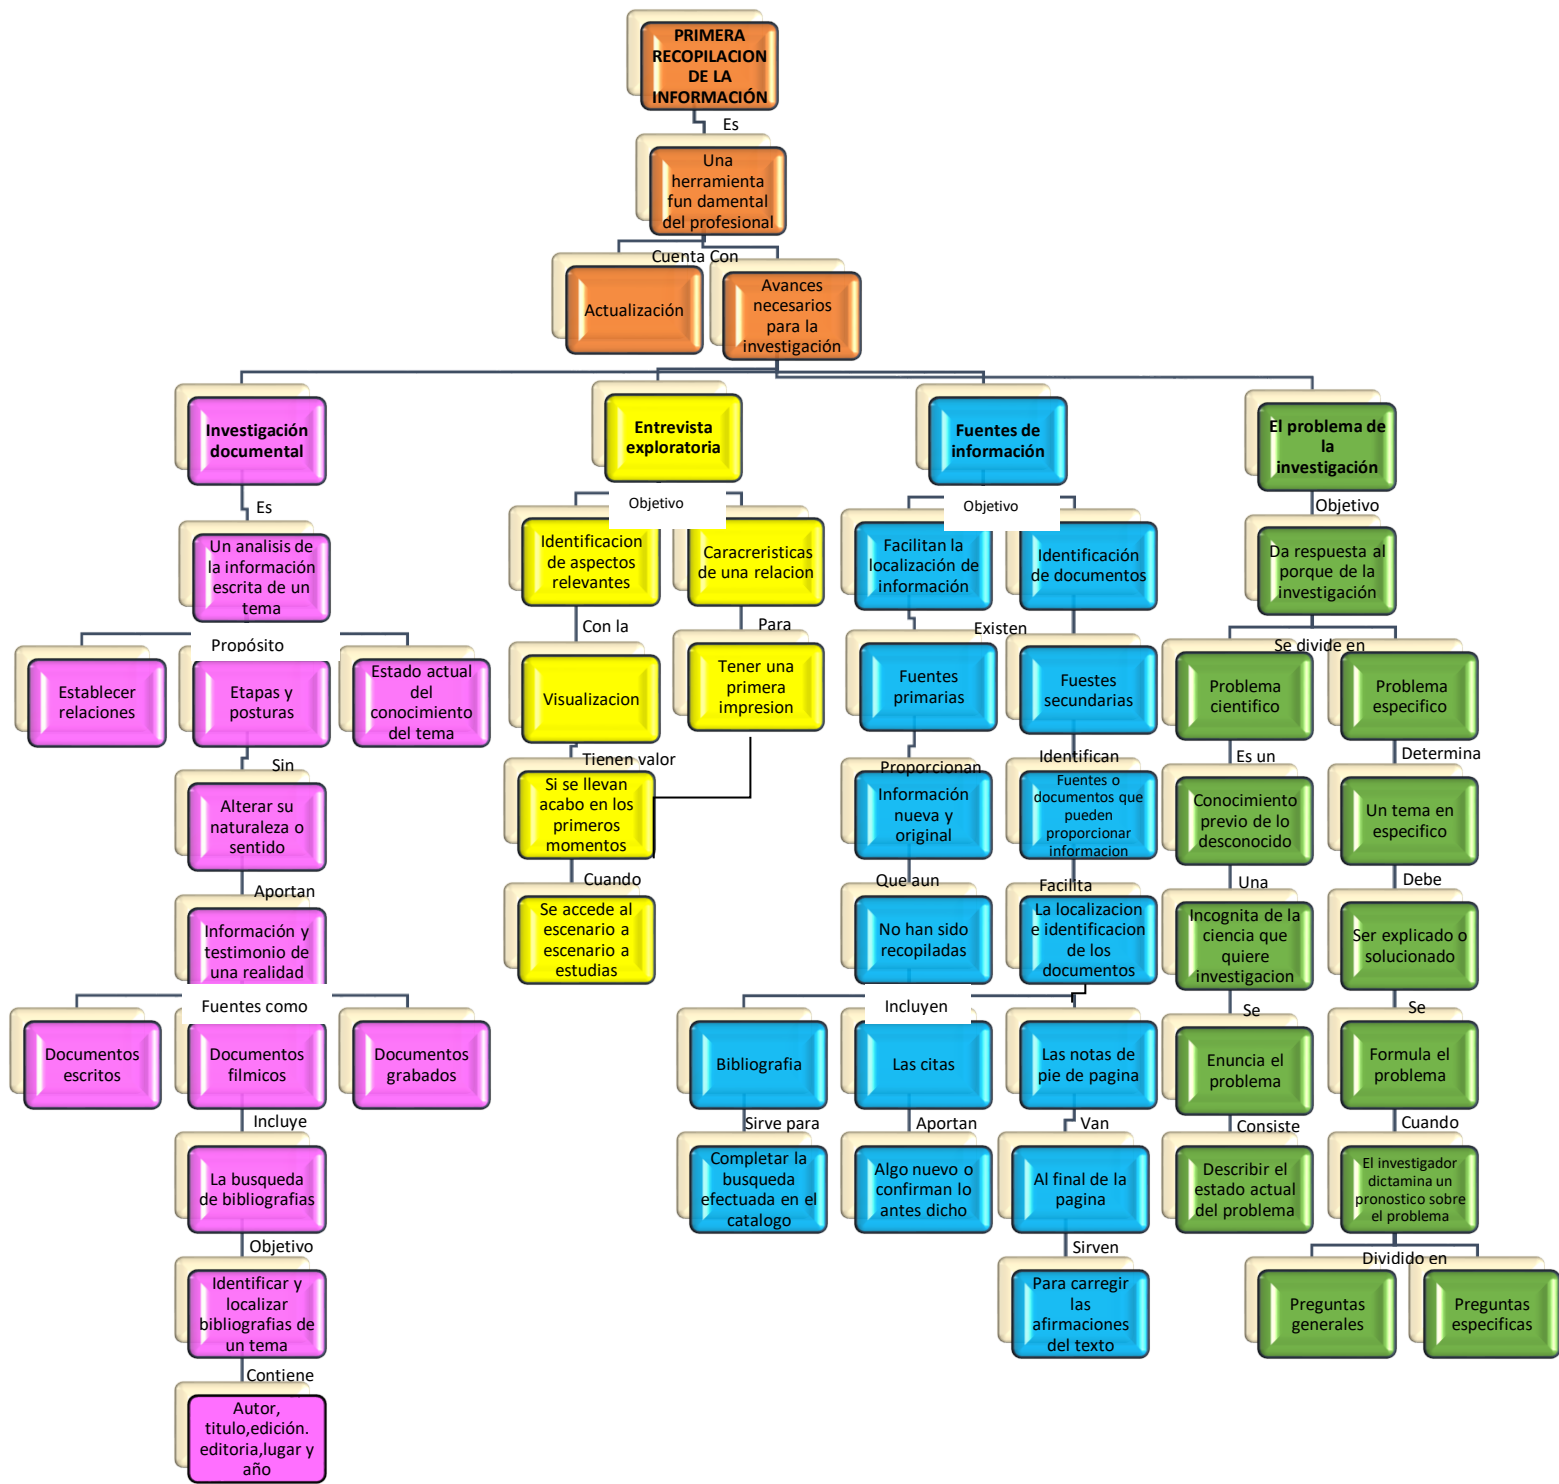 PRIMERA
RECOPILACION
DE LA
INFORMACIÓN
Es
Una
herramienta
fun damental
del profesional
Cuenta Con
Actualización
Avances
necesarios
para la
investigación
Investigación
documental
Es
Un analisis de
la información
escrita de un
tema
Propósito
Establecer
relaciones
Etapas y
posturas
Estado actual
del
conocimiento
del tema
Sin
Alterar su
naturaleza o
sentido
Aportan
Información y
testimonio de
una realidad
Fuentes como
Documentos
escritos
Documentos
filmicos
Documentos
grabados
Incluye
La busqueda
de bibliografias
Objetivo
Identificar y
localizar
bibliografias de
un tema
Contiene
Autor,
titulo,edición.
editoria,lugar y
año
Entrevista
exploratoria
Objetivo
Identificacion
de aspectos
relevantes
Caracreristicas
de una relacion
Con la
Visualizacion
Para
Tener una
primera
impresion
Tienen valor
Si se llevan
acabo en los
primeros
momentos
Cuando
Se accede al
escenario a
escenario a
estudias
Fuentes de
información
Objetivo
Facilitan la
localización de
información
Identificación
de documentos
Existen
Fuentes
primarias
Fuestes
secundarias
Proporcionan
Información
nueva y
original
Identifican
Fuentes o
documentos que
pueden
proporcionar
informacion
Que aun
No han sido
recopiladas
Facilita
La localizacion
e identificacion
de los
documentos
Incluyen
Bibliografia
Las citas
Las notas de
pie de pagina
Sirve para
Completar la
busqueda
efectuada en el
catalogo
Aportan
Algo nuevo o
confirman lo
antes dicho
Van
Al final de la
pagina
Sirven
Para carregir
las
afirmaciones
del texto
El problema de
la
investigación
Objetivo
Da respuesta al
porque de la
investigación
Se divide en
Problema
cientifico
Problema
especifico
Es un
Conocimiento
previo de lo
desconocido
Una
Incognita de la
ciencia que
quiere
investigacion
Se
Enuncia el
problema
Consiste
Describir el
estado actual
del problema
Determina
Un tema en
especifico
Debe
Ser explicado o
solucionado
Se
Formula el
problema
Cuando
El investigador
dictamina un
pronostico sobre
el problema
Dividido en
Preguntas
generales
Preguntas
especificas